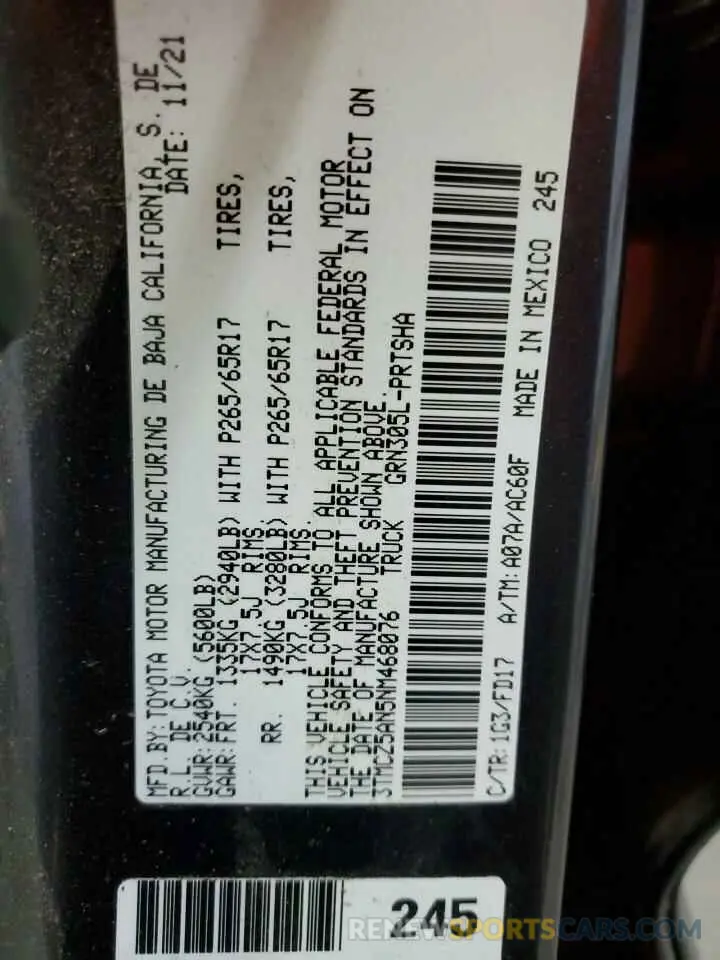 MFD.BY:TOYOTA MOTOR MANUFACTURING DE BAJA CALIFORNIA, S. DE
R.L. DE C.V. DATE: 11/21
GVWR:2540KG (5600LB)
GAWR:FRT. 1335KG (2940LB) WITH P265/65R17 TIRES,
17X7.5J RIMS.
RR. 1490KG (3280LB) WITH P265/65R17 TIRES,
17X7.5J RIMS.
THIS VEHICLE CONFORMS TO ALL APPLICABLE FEDERAL MOTOR
VEHICLE SAFETY AND THEFT PREVENTION STANDARDS IN EFFECT ON
THE DATE OF MANUFACTURE SHOWN ABOVE.
3TMCZ5AN5NM468076 TRUCK GRN305L-PRTSHA
C/TR:1G3/FD17 A/TM:A07A/AC60F MADE IN MEXICO 245
245
RENEWSPORTSCARS.COM